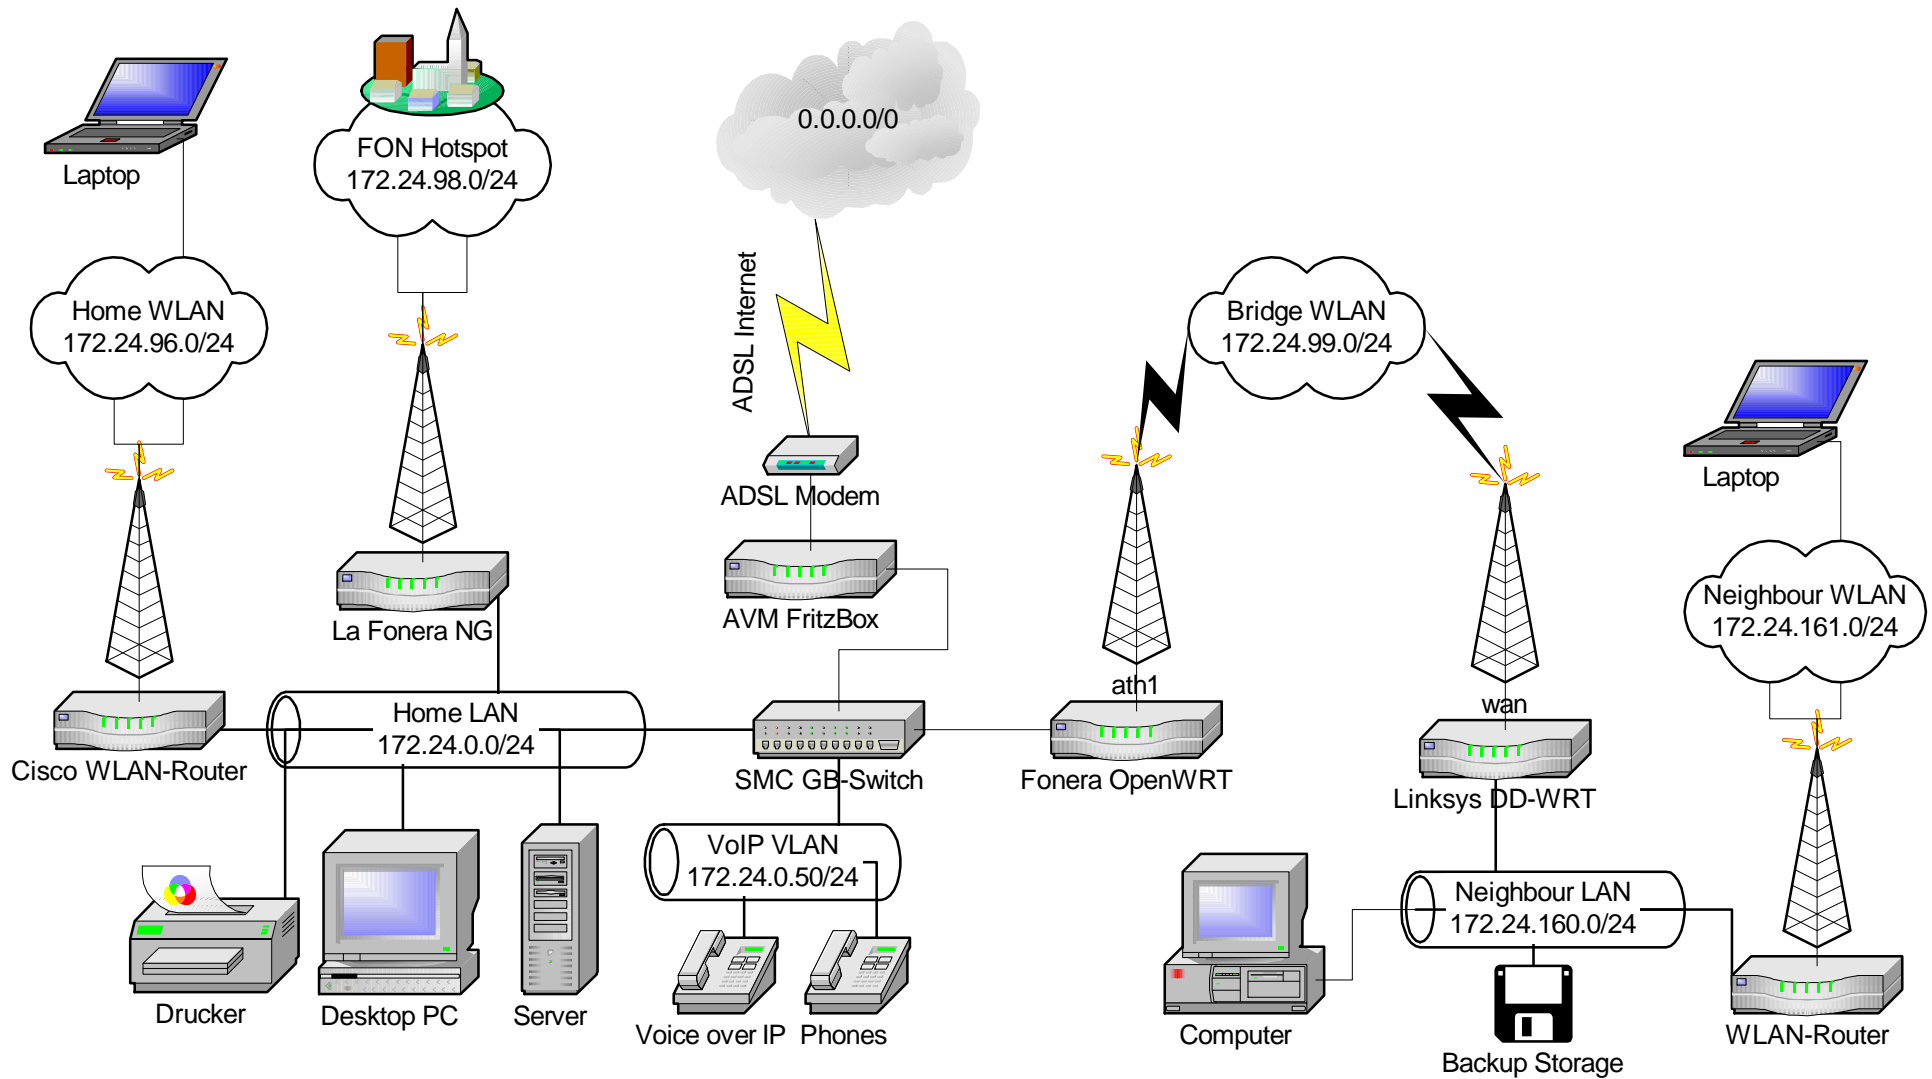 Laptop
FON Hotspot
172.24.98.0/24
0.0.0.0/0
Home WLAN
172.24.96.0/24
ADSL Internet
Bridge WLAN
172.24.99.0/24
ADSL Modem
Laptop
La Fonera NG
AVM FritzBox
Neighbour WLAN
172.24.161.0/24
ath1
wan
Cisco WLAN-Router
Home LAN
172.24.0.0/24
SMC GB-Switch
Fonera OpenWRT
Linksys DD-WRT
VoIP VLAN
172.24.0.50/24
Neighbour LAN
172.24.160.0/24
Drucker
Desktop PC
Server
Voice over IP Phones
Computer
Backup Storage
WLAN-Router